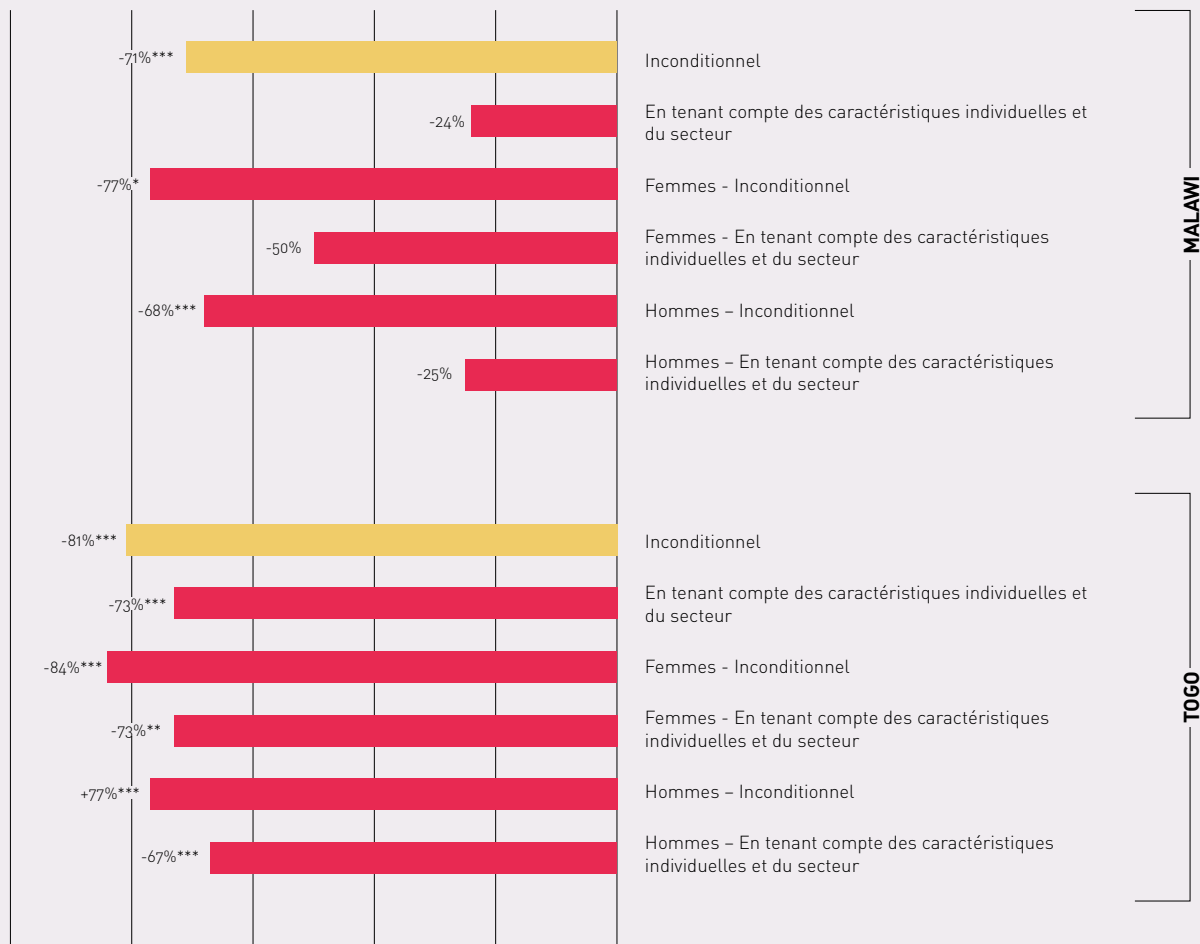 -71%***
Inconditionnel
-24%
En tenant compte des caractéristiques individuelles et
du secteur
-77%*
Femmes - Inconditionnel
-50%
Femmes - En tenant compte des caractéristiques
individuelles et du secteur
-68%***
Hommes – Inconditionnel
-25%
Hommes – En tenant compte des caractéristiques
individuelles et du secteur
MALAWI
-81%***
Inconditionnel
-73%***
En tenant compte des caractéristiques individuelles et
du secteur
-84%***
Femmes - Inconditionnel
-73%**
Femmes - En tenant compte des caractéristiques
individuelles et du secteur
+77%***
Hommes – Inconditionnel
-67%***
Hommes – En tenant compte des caractéristiques
individuelles et du secteur
TOGO